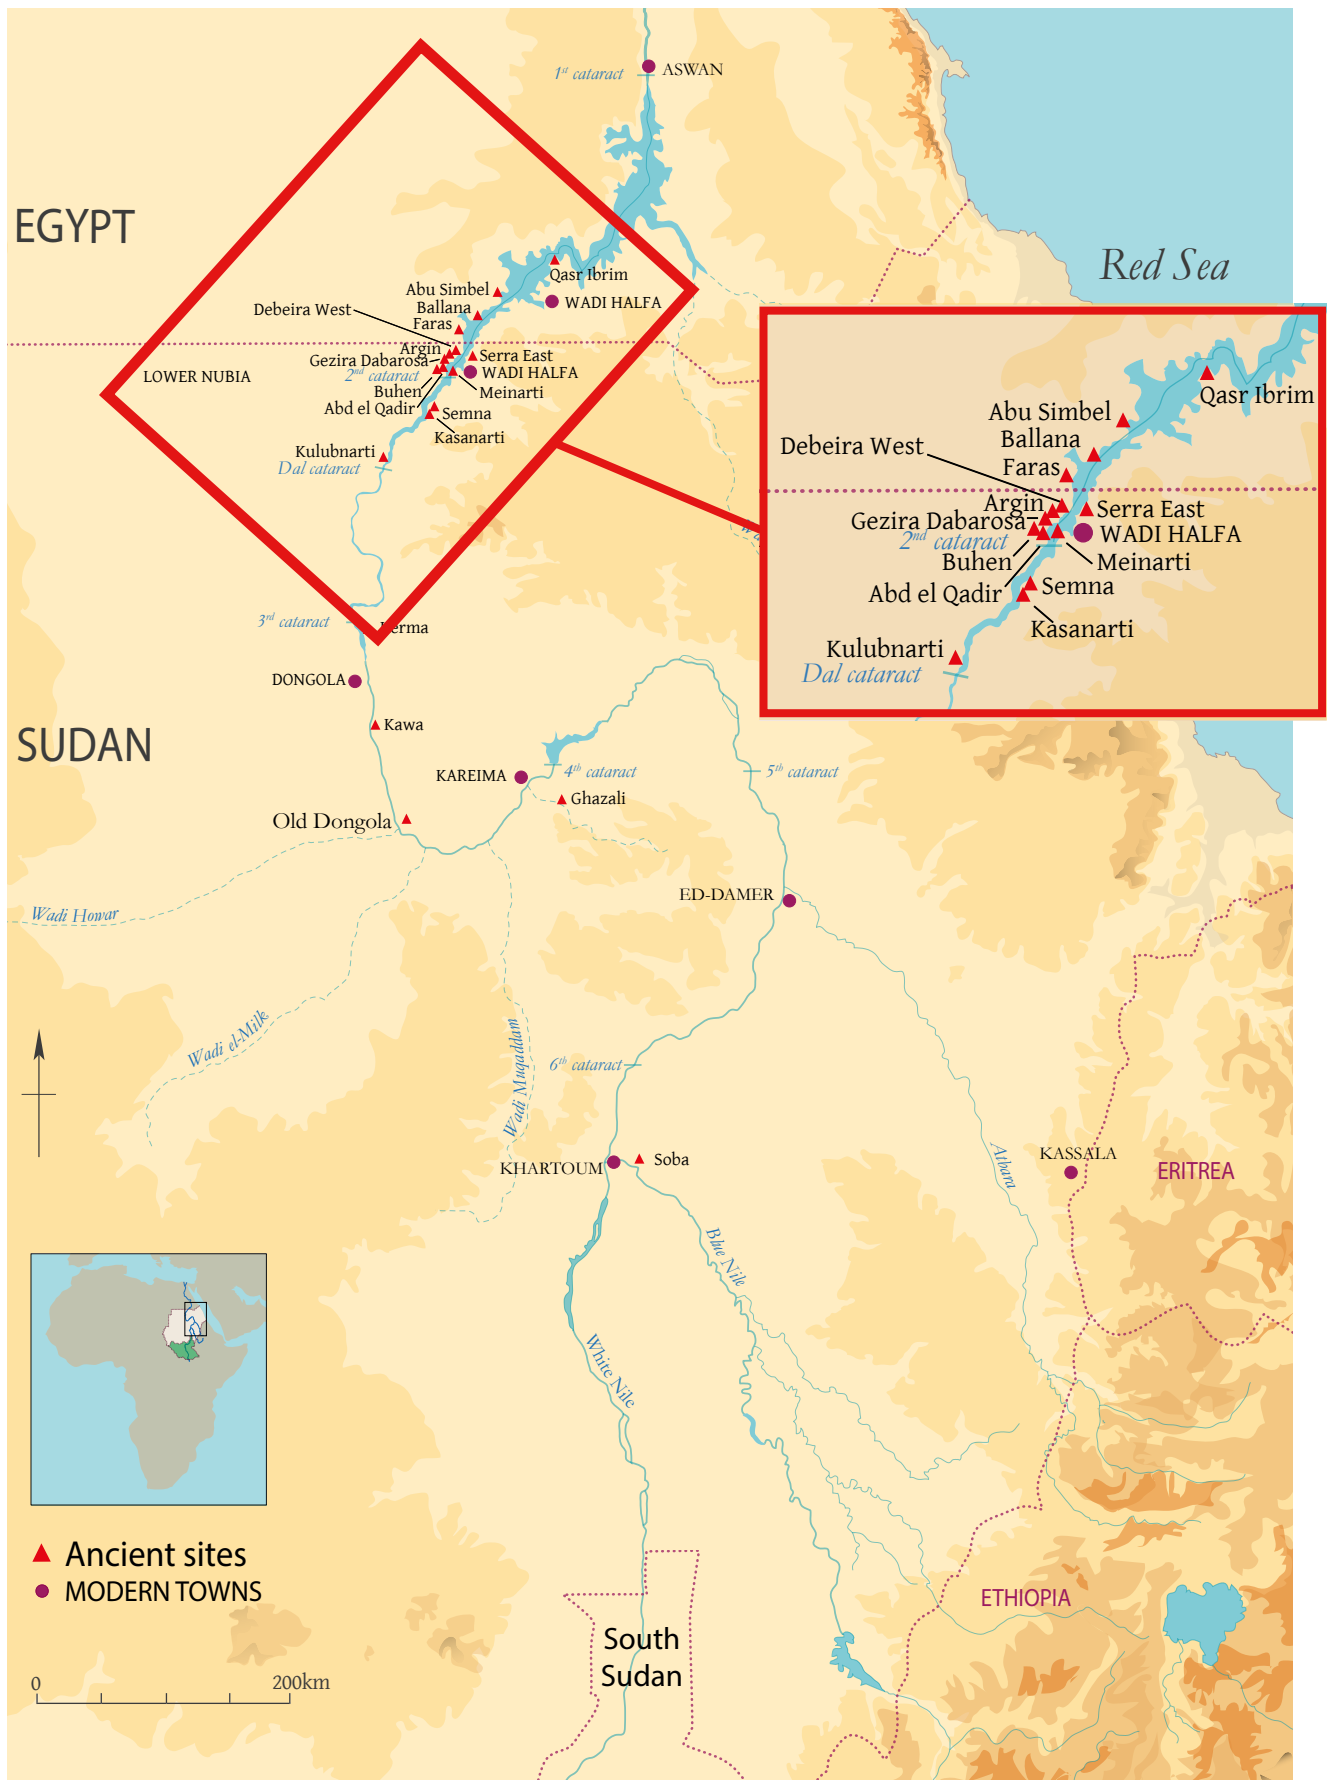 1st cataract
ASWAN
EGYPT
Red Sea
Qasr Ibrim
Abu Simbel
WADI HALFA
Ballana
Debeira West
Faras
Argin
Serra East
Gezira Dabarosa
WADI HALFA
2nd cataract
LOWER NUBIA
Buhen
Meinarti
Abd el Qadir
Semna
Kasanarti
Kulubnarti
Dal cataract
Qasr Ibrim
Abu Simbel
Ballana
Debeira West
Faras
Argin
Serra East
Gezira Dabarosa
WADI HALFA
2nd cataract
Buhen
Meinarti
Abd el Qadir
Semna
Kasanarti
Kulubnarti
Dal cataract
3rd cataract
DONGOLA
Kawa
SUDAN
KAREIMA
4th cataract
5th cataract
Ghazali
Old Dongola
ED-DAMER
Wadi Howar
Wadi el-Milk
Wadi Muqaddam
6th cataract
Atbara
KASSALA
ERITREA
KHARTOUM
Soba
Blue Nile
White Nile
Ancient sites
MODERN TOWNS
ETHIOPIA
South
Sudan
0
200km